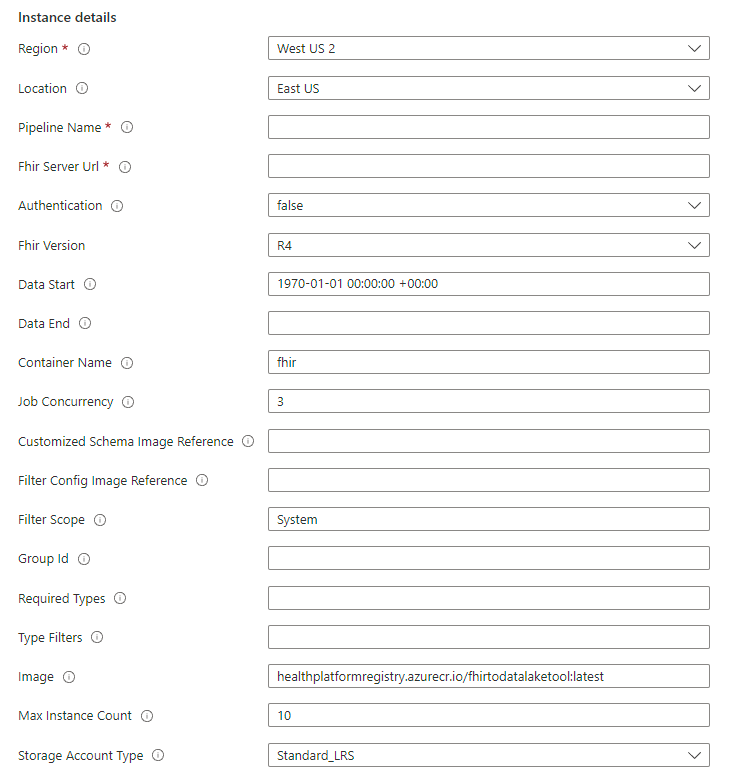 Instance details
Region * West US 2
Location East US
Pipeline Name *
Fhir Server Url *
Authentication false
Fhir Version R4
Data Start 1970-01-01 00:00:00 +00:00
Data End
Container Name fhir
Job Concurrency 3
Customized Schema Image Reference
Filter Config Image Reference
Filter Scope System
Group Id
Required Types
Type Filters
Image healthplatformregistry.azurecr.io/fhirtodatalaketool:latest
Max Instance Count 10
Storage Account Type Standard_LRS